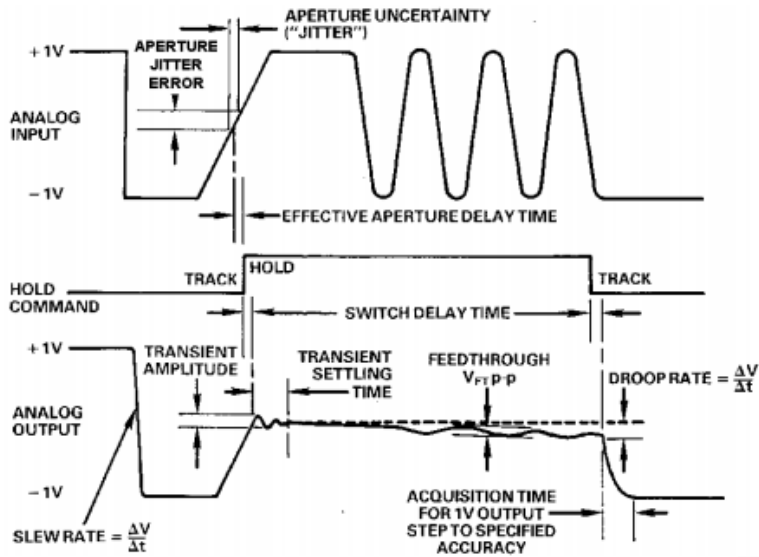 APERTURE UNCERTAINTY
("JITTER")
APERTURE
JITTER
ERROR
+1V
ANALOG
INPUT
−1V
EFFECTIVE APERTURE DELAY TIME
TRACK
HOLD
TRACK
HOLD
COMMAND
SWITCH DELAY TIME
+1V
TRANSIENT
AMPLITUDE
TRANSIENT
SETTLING
TIME
FEEDTHROUGH
VFT p-p
DROOP RATE = ΔV
Δt
ANALOG
OUTPUT
−1V
SLEW RATE = ΔV
Δt
ACQUISITION TIME
FOR 1V OUTPUT
STEP TO SPECIFIED
ACCURACY